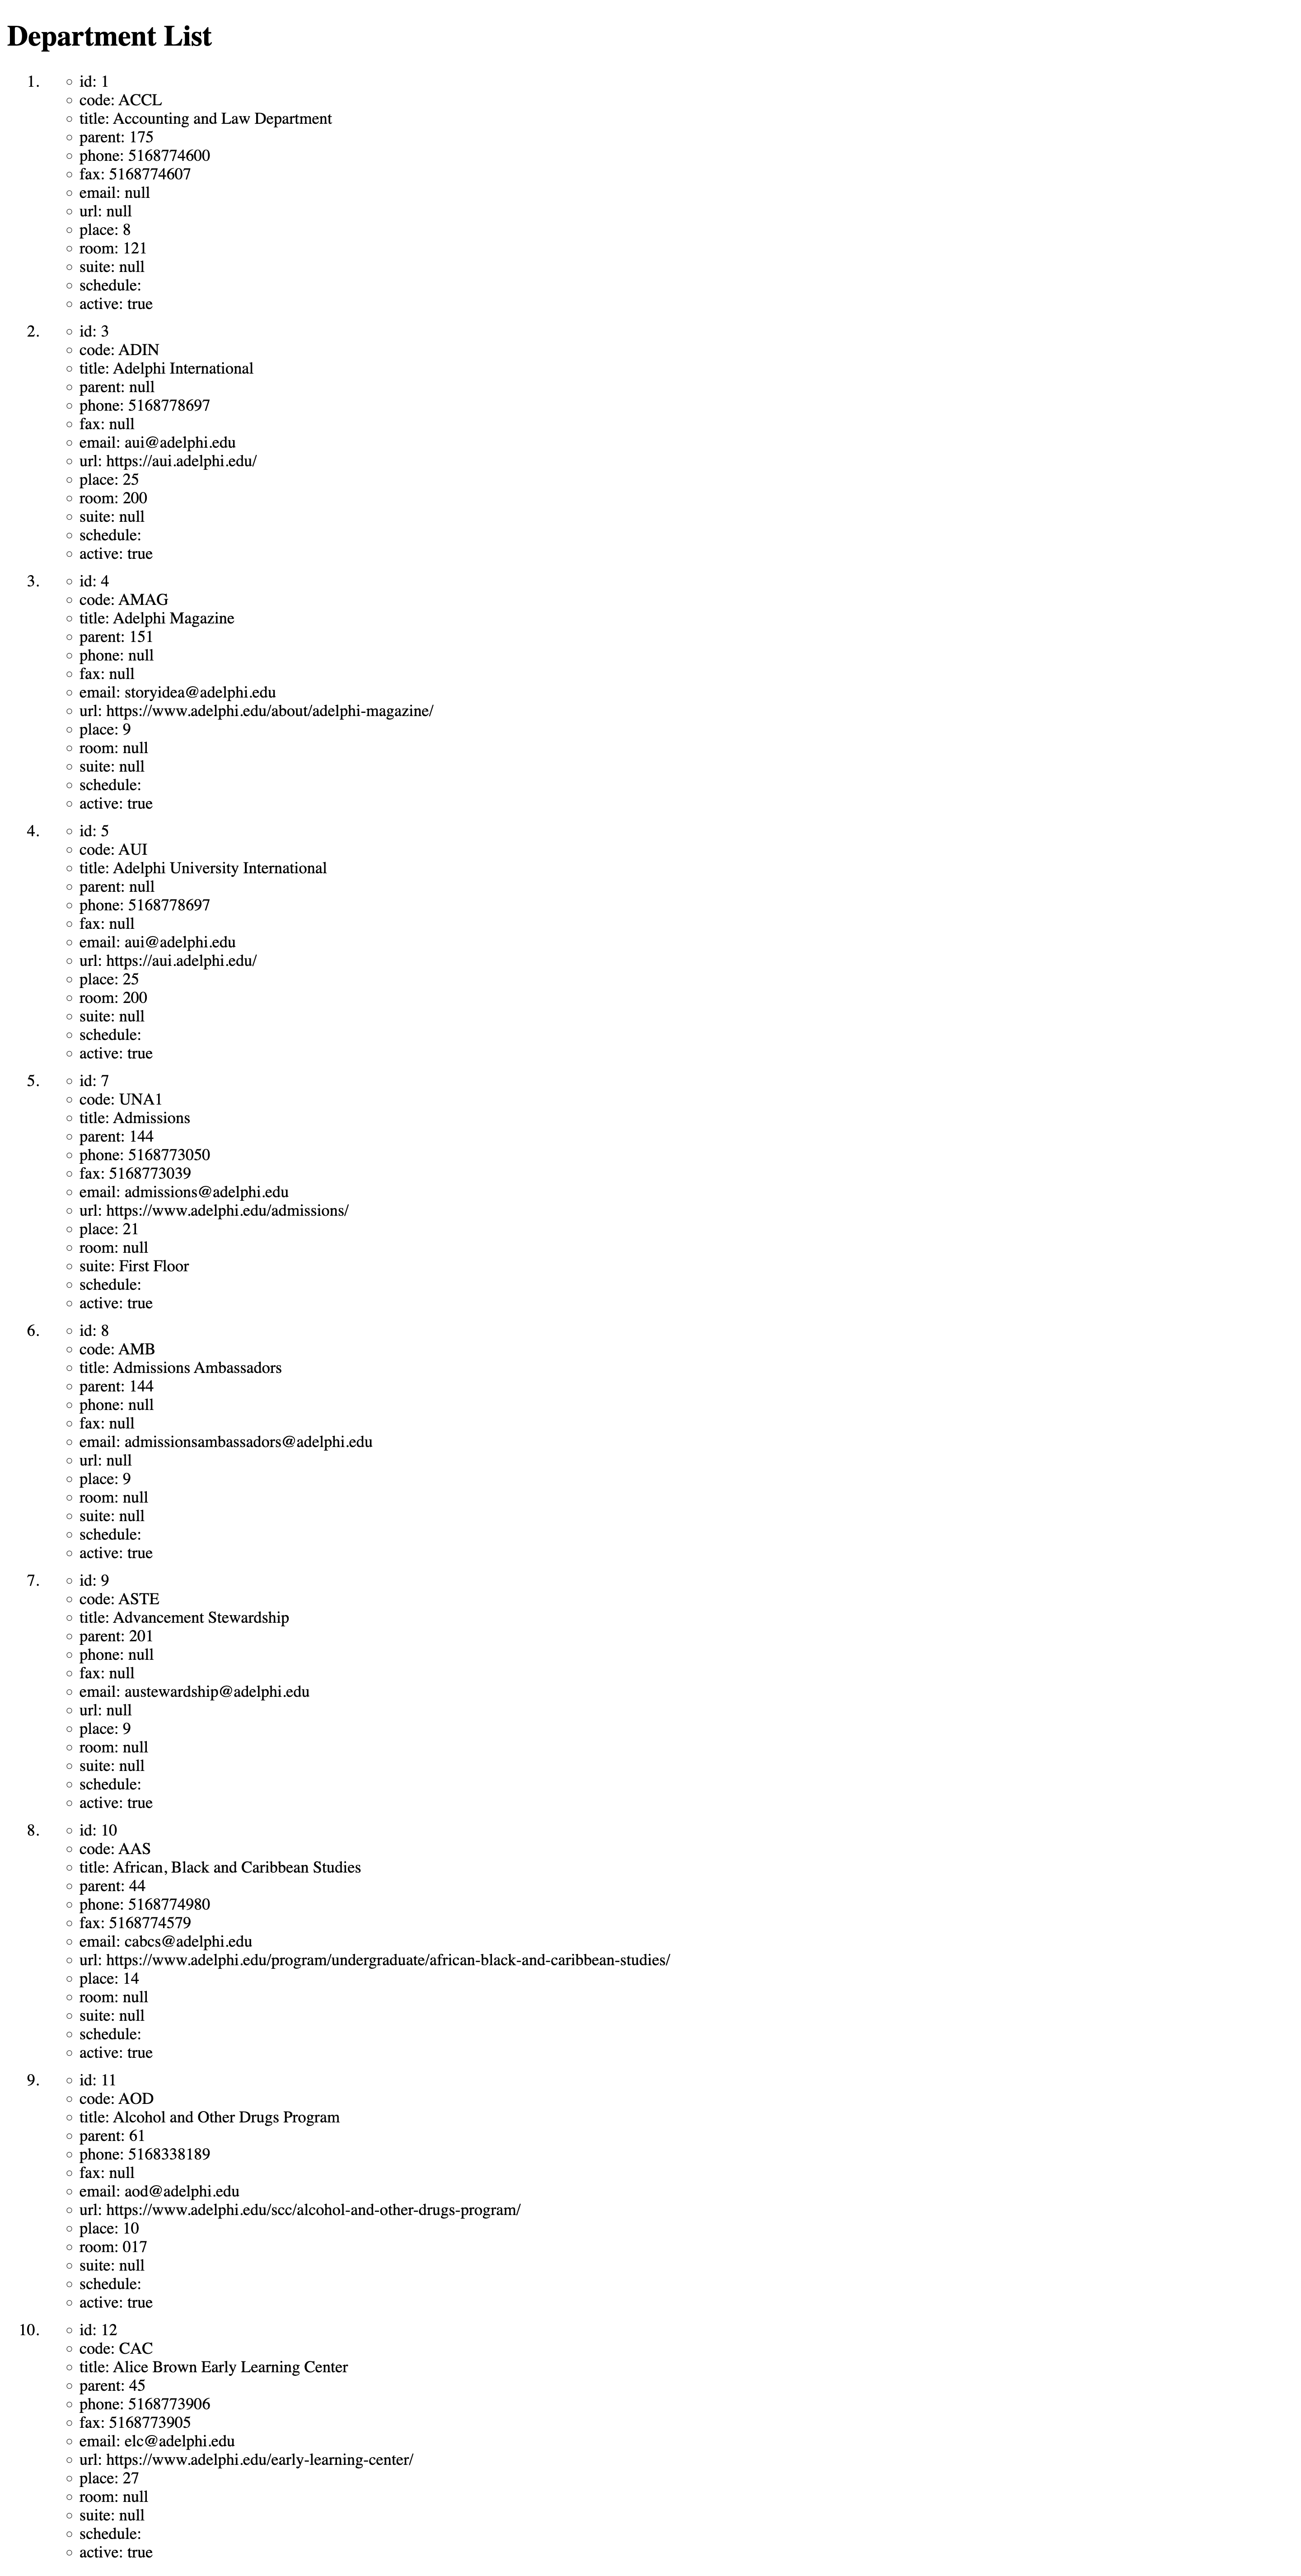 Department List
1. ◦ id: 1
◦ code: ACCL
◦ title: Accounting and Law Department
◦ parent: 175
◦ phone: 5168774600
◦ fax: 5168774607
◦ email: null
◦ url: null
◦ place: 8
◦ room: 121
◦ suite: null
◦ schedule:
◦ active: true
2. ◦ id: 3
◦ code: ADIN
◦ title: Adelphi International
◦ parent: null
◦ phone: 5168778697
◦ fax: null
◦ email: aui@adelphi.edu
◦ url: https://aui.adelphi.edu/
◦ place: 25
◦ room: 200
◦ suite: null
◦ schedule:
◦ active: true
3. ◦ id: 4
◦ code: AMAG
◦ title: Adelphi Magazine
◦ parent: 151
◦ phone: null
◦ fax: null
◦ email: storyidea@adelphi.edu
◦ url: https://www.adelphi.edu/about/adelphi-magazine/
◦ place: 9
◦ room: null
◦ suite: null
◦ schedule:
◦ active: true
4. ◦ id: 5
◦ code: AUI
◦ title: Adelphi University International
◦ parent: null
◦ phone: 5168778697
◦ fax: null
◦ email: aui@adelphi.edu
◦ url: https://aui.adelphi.edu/
◦ place: 25
◦ room: 200
◦ suite: null
◦ schedule:
◦ active: true
5. ◦ id: 7
◦ code: UNA1
◦ title: Admissions
◦ parent: 144
◦ phone: 5168773050
◦ fax: 5168773039
◦ email: admissions@adelphi.edu
◦ url: https://www.adelphi.edu/admissions/
◦ place: 21
◦ room: null
◦ suite: First Floor
◦ schedule:
◦ active: true
6. ◦ id: 8
◦ code: AMB
◦ title: Admissions Ambassadors
◦ parent: 144
◦ phone: null
◦ fax: null
◦ email: admissionsambassadors@adelphi.edu
◦ url: null
◦ place: 9
◦ room: null
◦ suite: null
◦ schedule:
◦ active: true
7. ◦ id: 9
◦ code: ASTE
◦ title: Advancement Stewardship
◦ parent: 201
◦ phone: null
◦ fax: null
◦ email: austewardship@adelphi.edu
◦ url: null
◦ place: 9
◦ room: null
◦ suite: null
◦ schedule:
◦ active: true
8. ◦ id: 10
◦ code: AAS
◦ title: African, Black and Caribbean Studies
◦ parent: 44
◦ phone: 5168774980
◦ fax: 5168774579
◦ email: cabcs@adelphi.edu
◦ url: https://www.adelphi.edu/program/undergraduate/african-black-and-caribbean-studies/
◦ place: 14
◦ room: null
◦ suite: null
◦ schedule:
◦ active: true
9. ◦ id: 11
◦ code: AOD
◦ title: Alcohol and Other Drugs Program
◦ parent: 61
◦ phone: 5168338189
◦ fax: null
◦ email: aod@adelphi.edu
◦ url: https://www.adelphi.edu/scc/alcohol-and-other-drugs-program/
◦ place: 10
◦ room: 017
◦ suite: null
◦ schedule:
◦ active: true
10. ◦ id: 12
◦ code: CAC
◦ title: Alice Brown Early Learning Center
◦ parent: 45
◦ phone: 5168773906
◦ fax: 5168773905
◦ email: elc@adelphi.edu
◦ url: https://www.adelphi.edu/early-learning-center/
◦ place: 27
◦ room: null
◦ suite: null
◦ schedule:
◦ active: true